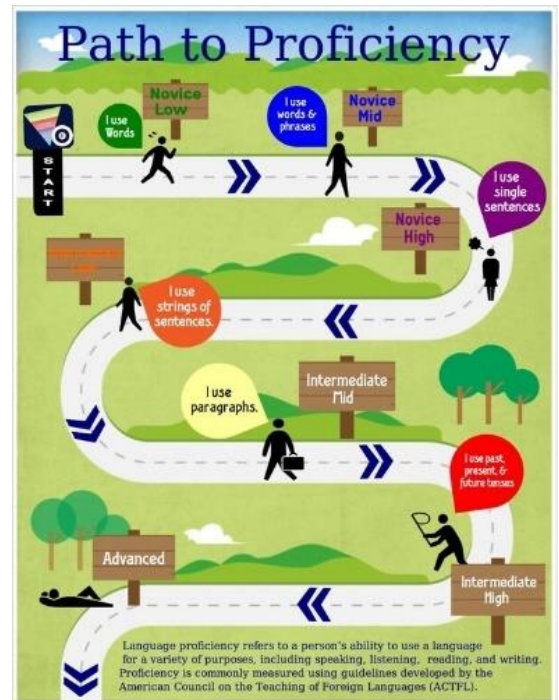 Path to Proficiency
START
I use
Words
Novice
Low
I use
words &
phrases
Novice
Mid
I use
single
sentences
Novice
High
I use
strings of
sentences.
I use
paragraphs.
Intermediate
Mid
I use past,
present, &
future tenses
Intermediate
High
Advanced
Language proficiency refers to a person's ability to use a language
for a variety of purposes, including speaking, listening, reading, and writing.
Proficiency is commonly measured using guidelines developed by the
American Council on the Teaching of Foreign Languages (ACTFL).